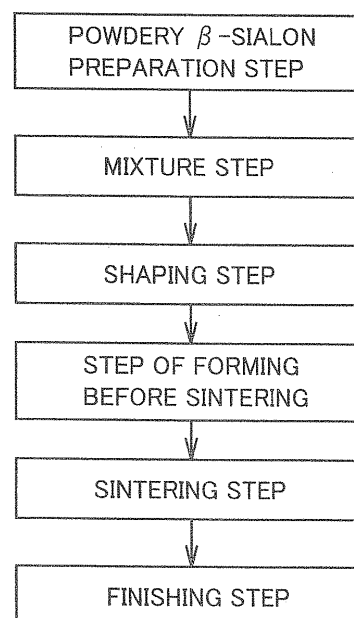 POWDERY β-SIALON
PREPARATION STEP
MIXTURE STEP
SHAPING STEP
STEP OF FORMING
BEFORE SINTERING
SINTERING STEP
FINISHING STEP